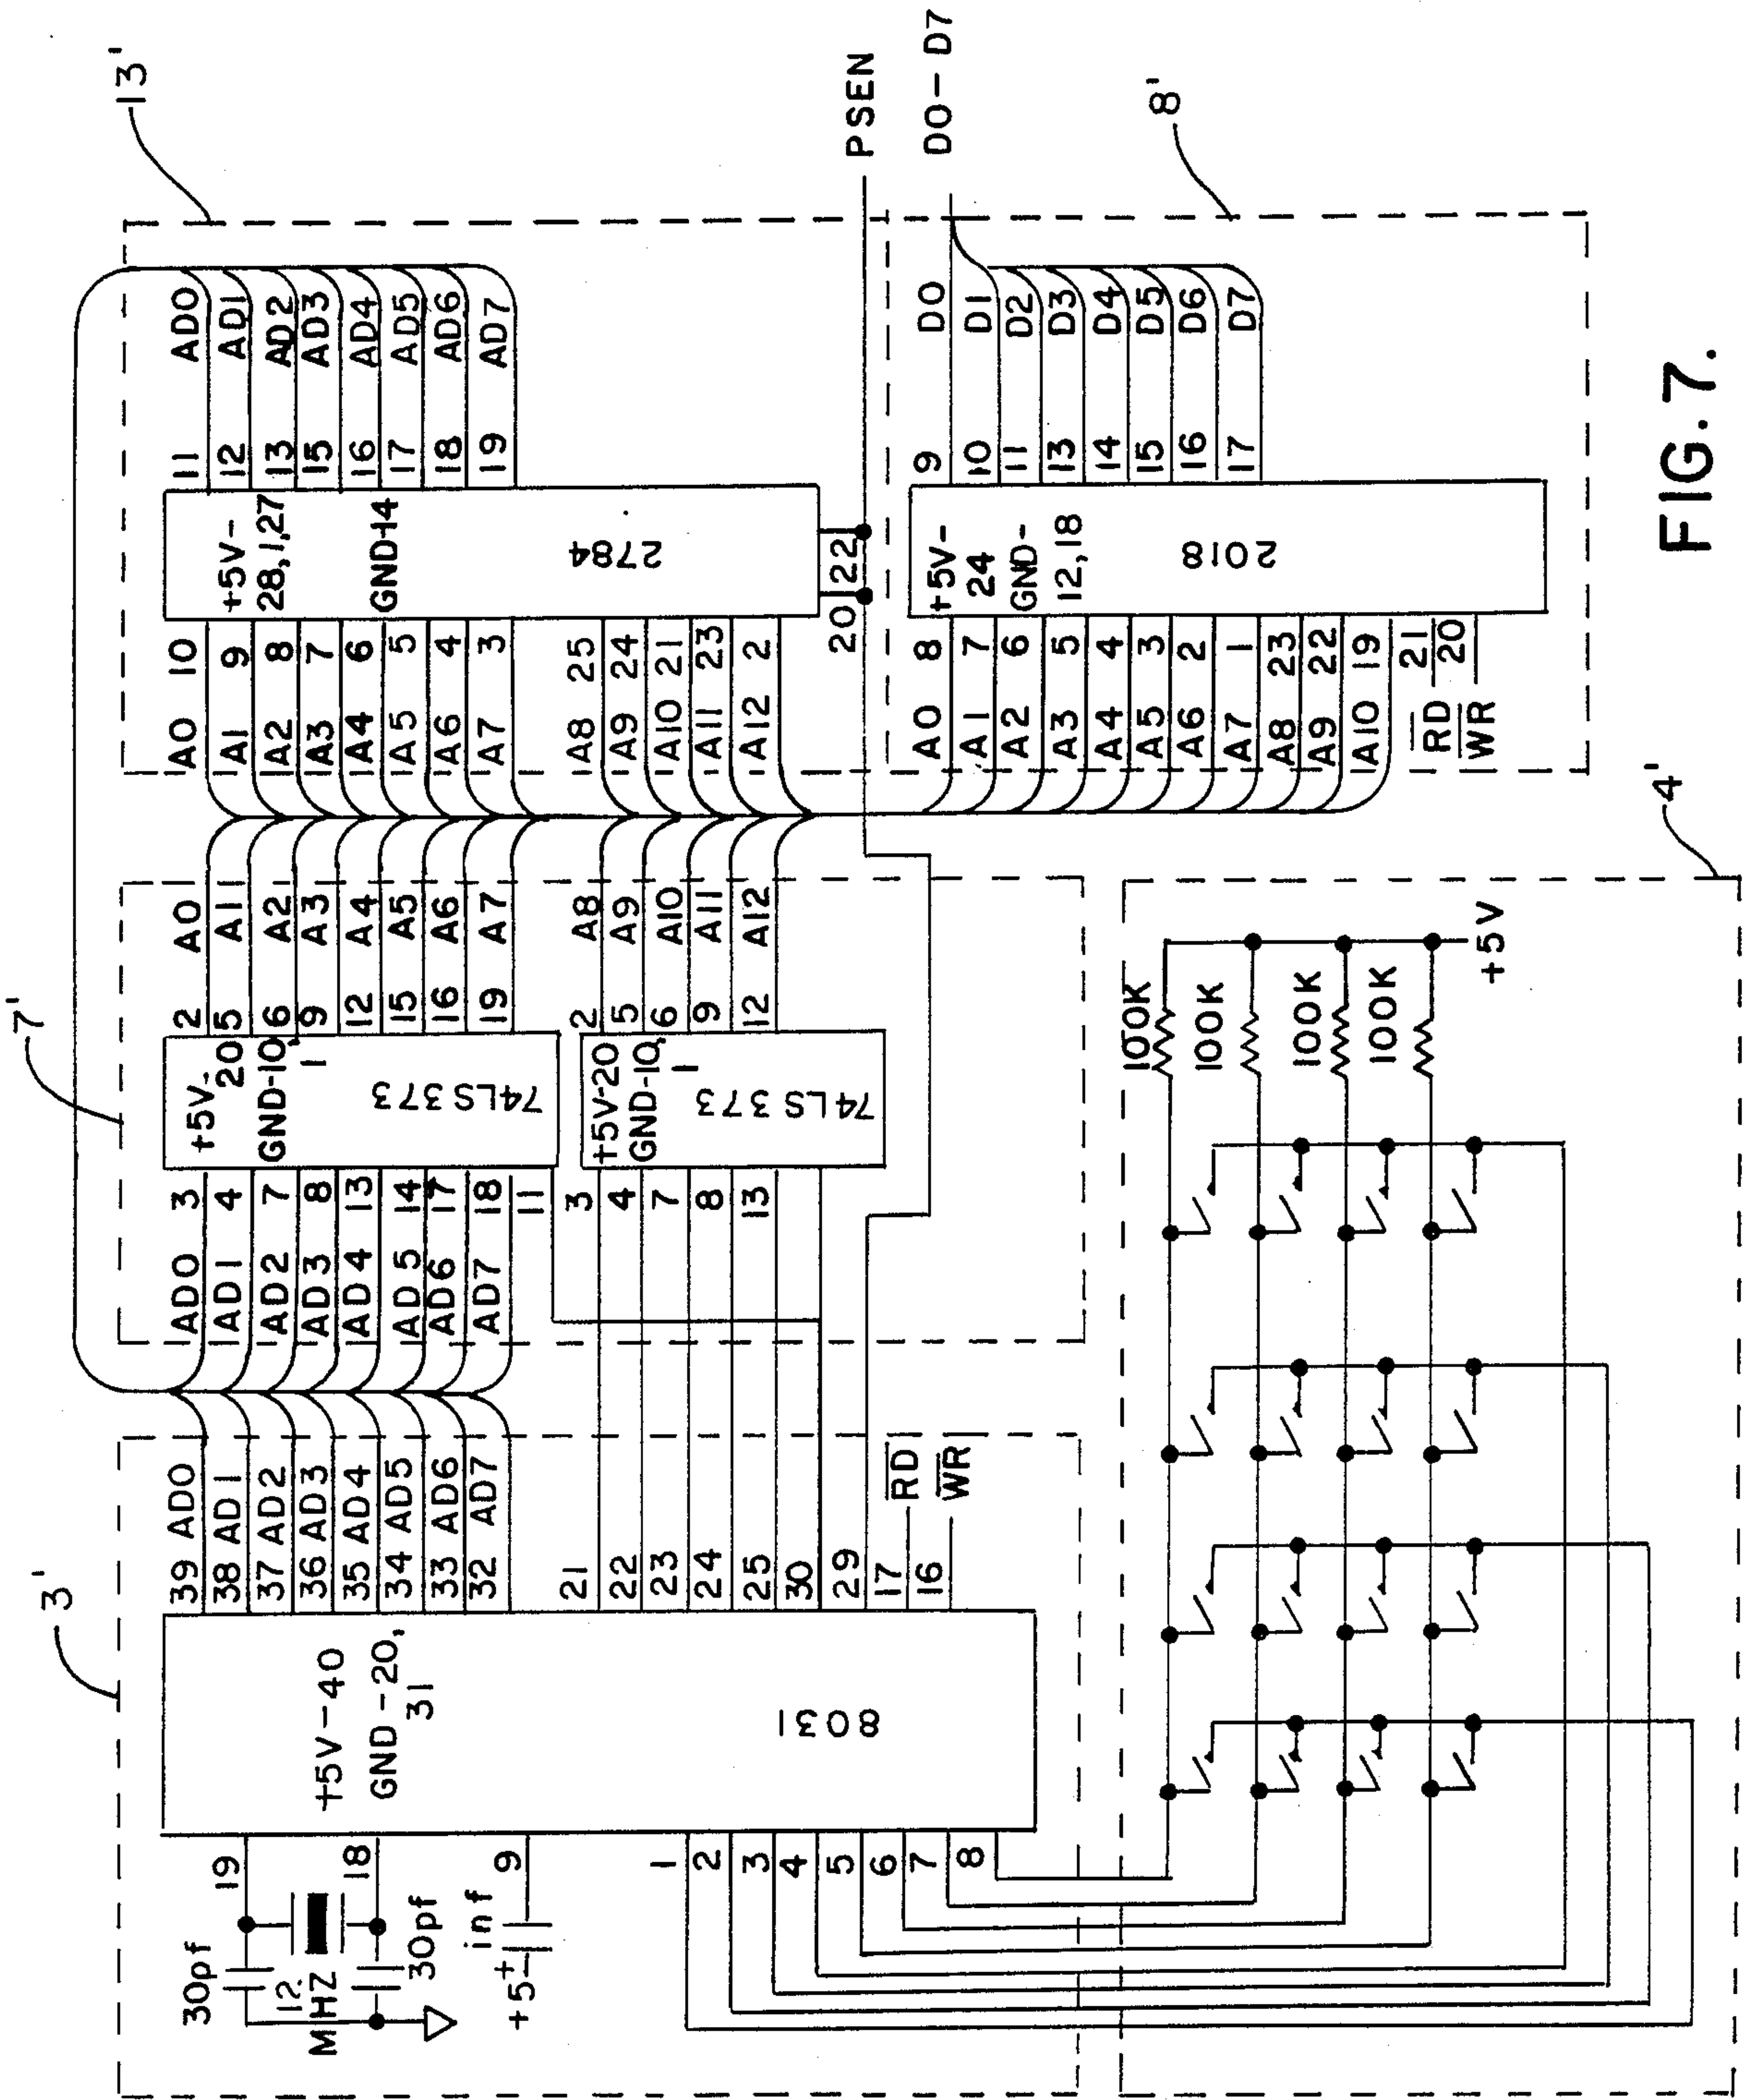 3'
7'
13'
8'
4'
30pf
12.
MHZ
30pf
inf
+5
+
19
18
9
1
2
3
4
5
6
7
8
+5V-40
GND-20,
31
8031
39 AD0
38 AD1
37 AD2
36 AD3
35 AD4
34 AD5
33 AD6
32 AD7
21
22
23
24
25
30
29
17 RD
16 WR
AD0 3
AD1 4
AD2 7
AD3 8
AD4 13
AD5 14
AD6 17
AD7 18
11
+5V-
20
GND-10,
1
74LS373
2 A0
5 A1
6 A2
9 A3
12 A4
15 A5
16 A6
19 A7
3
4
7
8
13
+5V-20
GND-10,
1
74LS373
2 A8
5 A9
6 A10
9 A11
12 A12
A0 10
A1 9
A2 8
A3 7
A4 6
A5 5
A6 4
A7 3
A8 25
A9 24
A10 21
A11 23
A12 2
+5V-
28,1,27
GND-14
2784
20
22
11 AD0
12 AD1
13 AD2
15 AD3
16 AD4
17 AD5
18 AD6
19 AD7
PSEN
D0-D7
A0 8
A1 7
A2 6
A3 5
A4 4
A5 3
A6 2
A7 1
A8 23
A9 22
A10 19
RD 21
WR 20
+5V-
24
GND-
12,18
2018
9 D0
10 D1
11 D2
13 D3
14 D4
15 D5
16 D6
17 D7
100K
100K
100K
100K
+5V
FIG. 7.